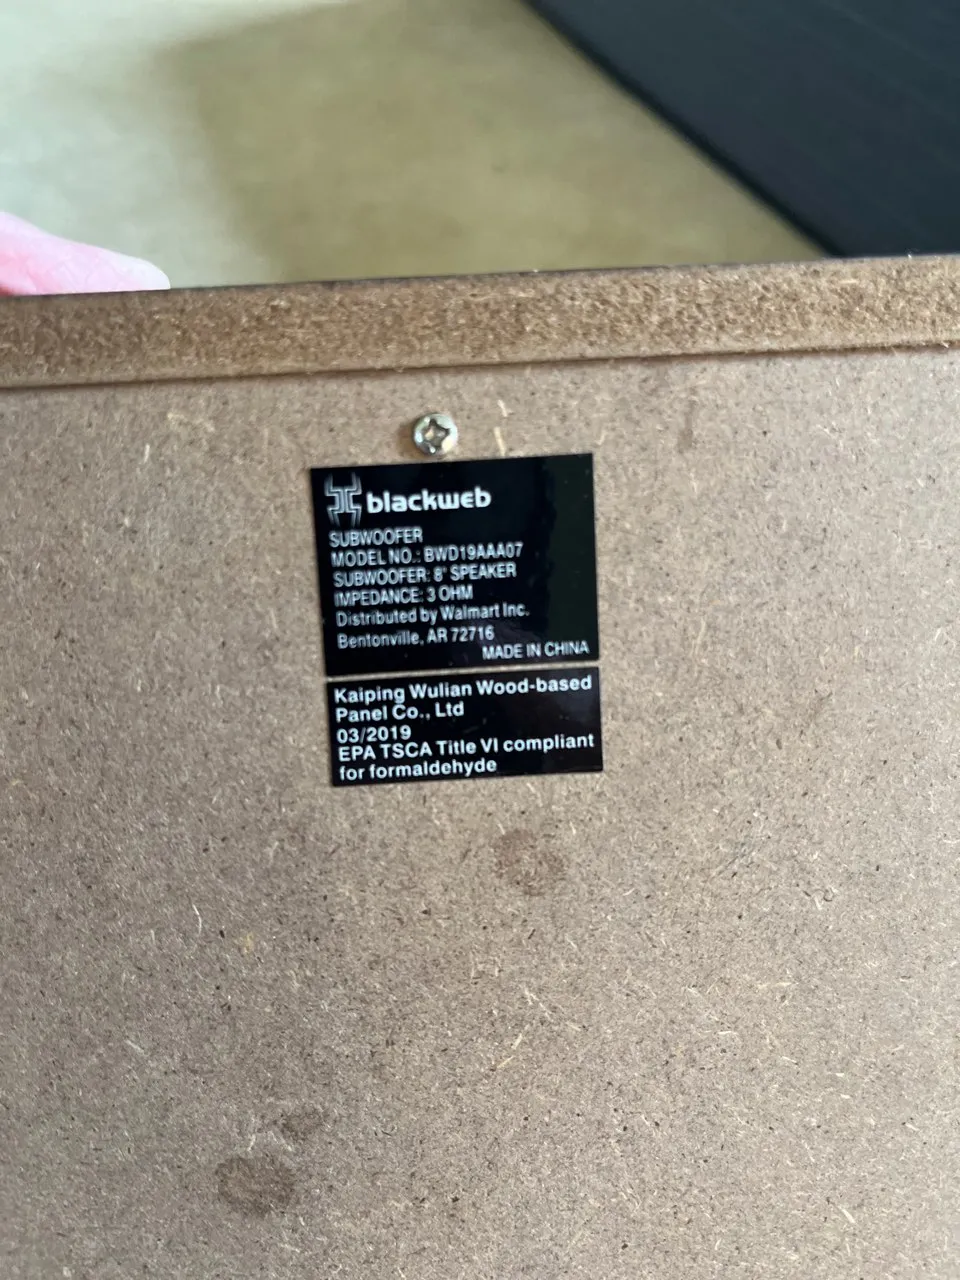 blackweb
SUBWOOFER
MODEL NO.: BWD19AAA07
SUBWOOFER: 8" SPEAKER
IMPEDANCE: 3 OHM
Distributed by Walmart Inc.
Bentonville, AR 72716
MADE IN CHINA
Kaiping Wulian Wood-based
Panel Co., Ltd
03/2019
EPA TSCA Title VI compliant
for formaldehyde